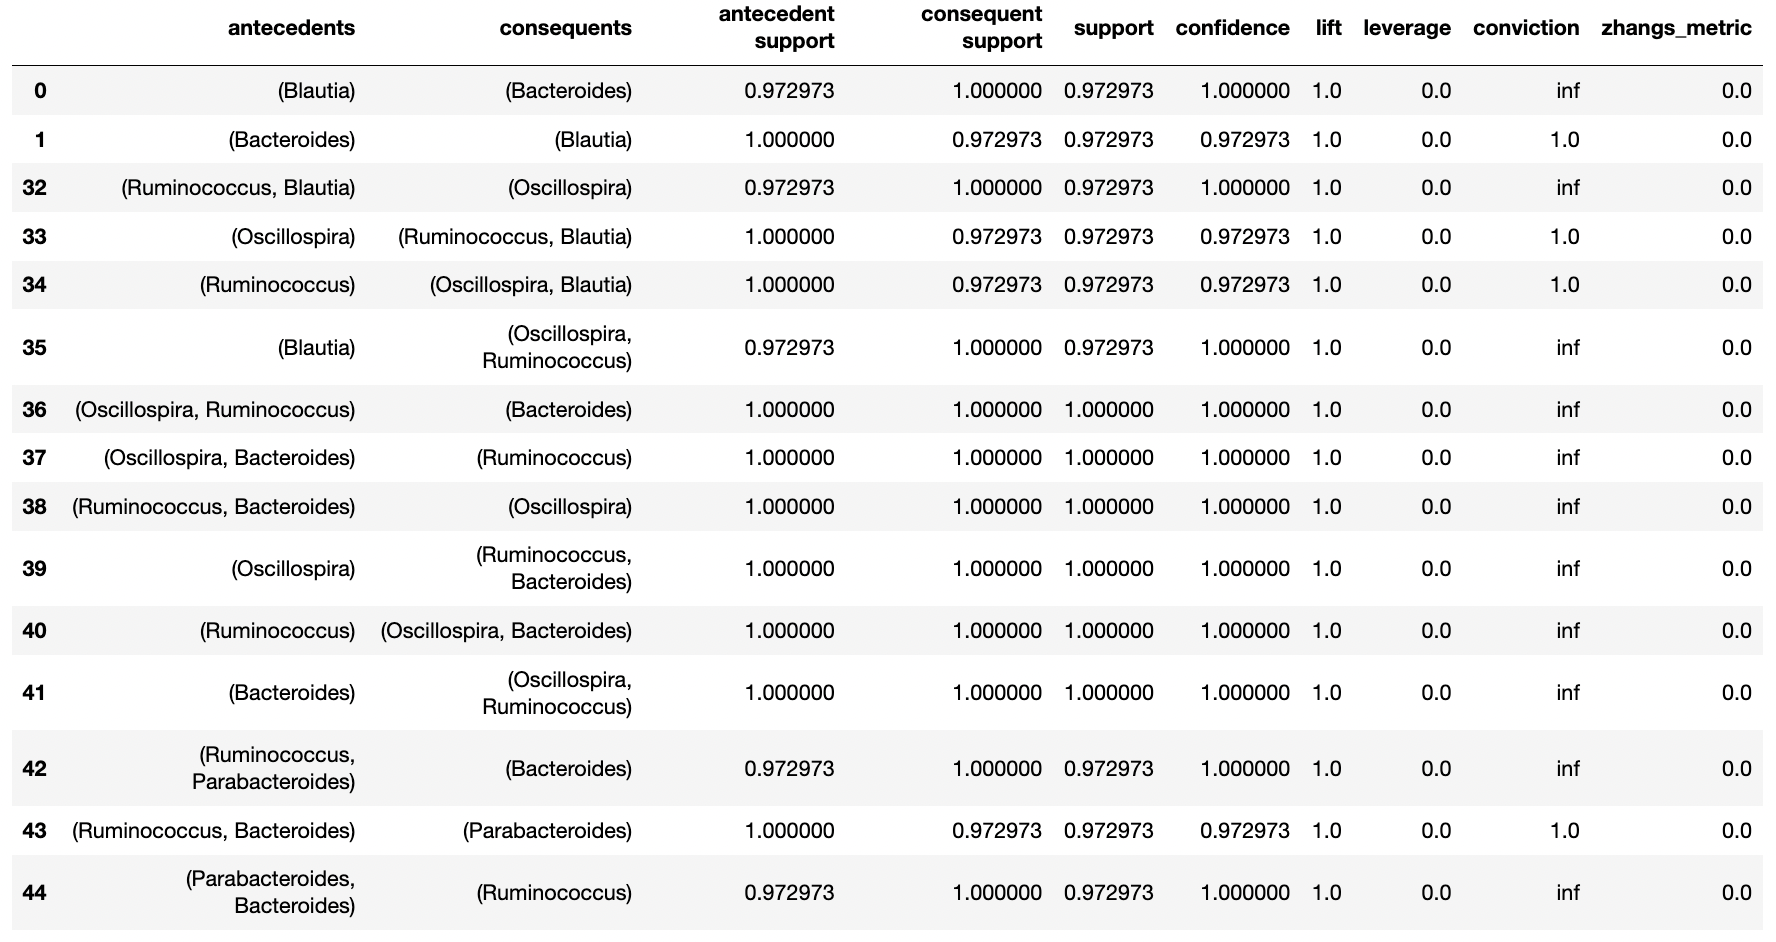 antecedents consequents antecedent support consequent support support confidence lift leverage conviction zhangs_metric
0 (Blautia) (Bacteroides) 0.972973 1.000000 0.972973 1.000000 1.0 0.0 inf 0.0
1 (Bacteroides) (Blautia) 1.000000 0.972973 0.972973 0.972973 1.0 0.0 1.0 0.0
32 (Ruminococcus, Blautia) (Oscillospira) 0.972973 1.000000 0.972973 1.000000 1.0 0.0 inf 0.0
33 (Oscillospira) (Ruminococcus, Blautia) 1.000000 0.972973 0.972973 0.972973 1.0 0.0 1.0 0.0
34 (Ruminococcus) (Oscillospira, Blautia) 1.000000 0.972973 0.972973 0.972973 1.0 0.0 1.0 0.0
35 (Blautia) (Oscillospira, Ruminococcus) 0.972973 1.000000 0.972973 1.000000 1.0 0.0 inf 0.0
36 (Oscillospira, Ruminococcus) (Bacteroides) 1.000000 1.000000 1.000000 1.000000 1.0 0.0 inf 0.0
37 (Oscillospira, Bacteroides) (Ruminococcus) 1.000000 1.000000 1.000000 1.000000 1.0 0.0 inf 0.0
38 (Ruminococcus, Bacteroides) (Oscillospira) 1.000000 1.000000 1.000000 1.000000 1.0 0.0 inf 0.0
39 (Oscillospira) (Ruminococcus, Bacteroides) 1.000000 1.000000 1.000000 1.000000 1.0 0.0 inf 0.0
40 (Ruminococcus) (Oscillospira, Bacteroides) 1.000000 1.000000 1.000000 1.000000 1.0 0.0 inf 0.0
41 (Bacteroides) (Oscillospira, Ruminococcus) 1.000000 1.000000 1.000000 1.000000 1.0 0.0 inf 0.0
42 (Ruminococcus, Parabacteroides) (Bacteroides) 0.972973 1.000000 0.972973 1.000000 1.0 0.0 inf 0.0
43 (Ruminococcus, Bacteroides) (Parabacteroides) 1.000000 0.972973 0.972973 0.972973 1.0 0.0 1.0 0.0
44 (Parabacteroides, Bacteroides) (Ruminococcus) 0.972973 1.000000 0.972973 1.000000 1.0 0.0 inf 0.0